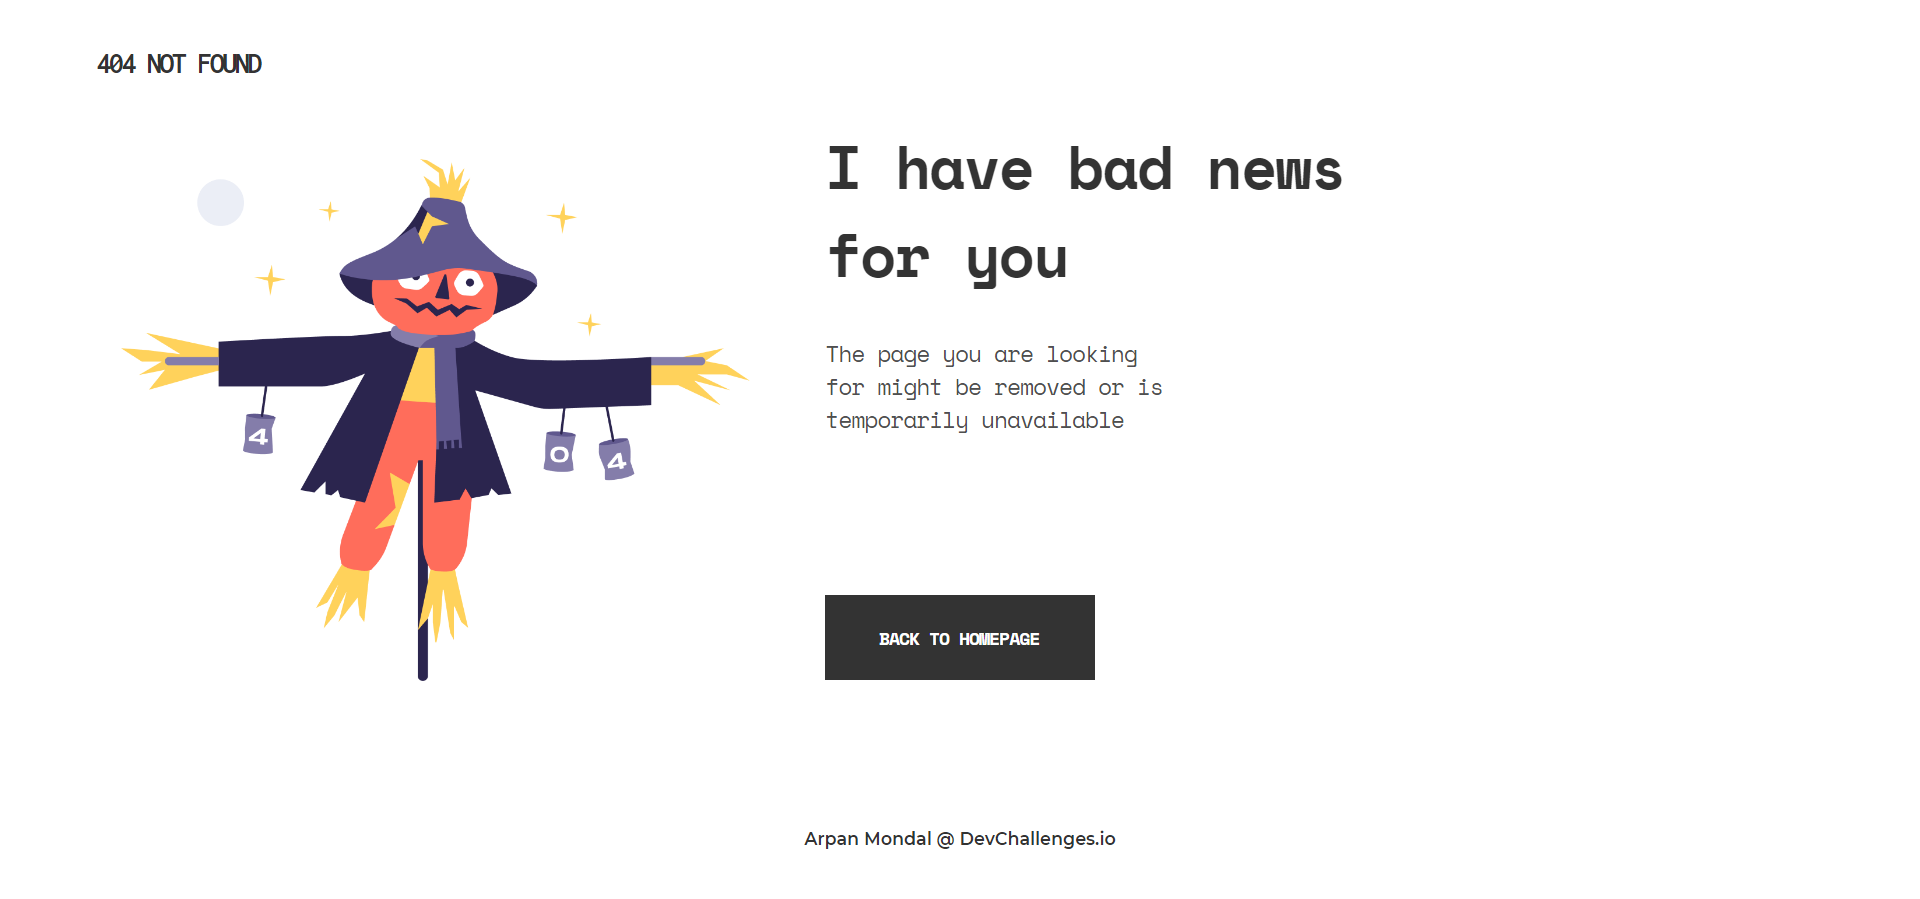 404 NOT FOUND
I have bad news
for you
The page you are looking
for might be removed or is
temporarily unavailable
4
0
4
BACK TO HOMEPAGE
Arpan Mondal @ DevChallenges.io